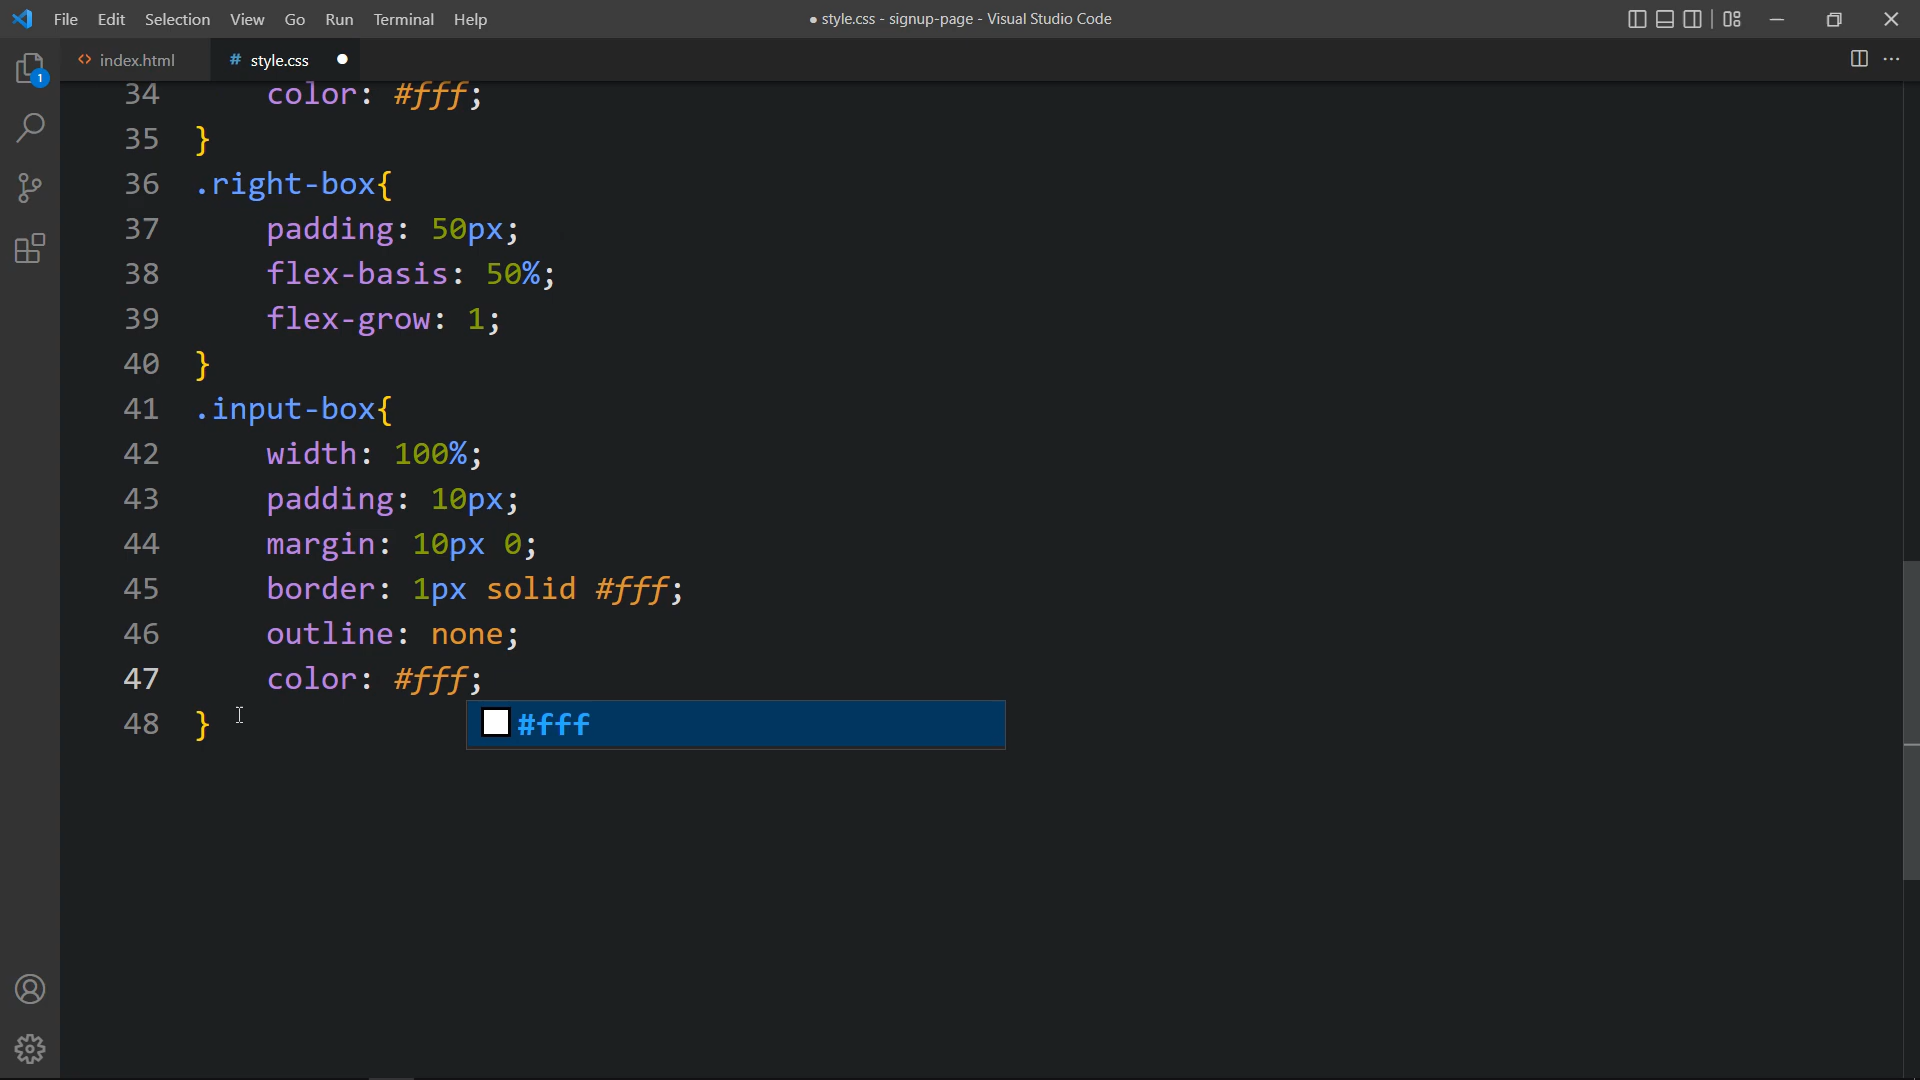 File Edit Selection View Go Run Terminal Help
● style.css - signup-page - Visual Studio Code
1
<> index.html
# style.css ●
34 color: #fff;
35 }
36 .right-box{
37 padding: 50px;
38 flex-basis: 50%;
39 flex-grow: 1;
40 }
41 .input-box{
42 width: 100%;
43 padding: 10px;
44 margin: 10px 0;
45 border: 1px solid #fff;
46 outline: none;
47 color: #fff;
48 }
#fff